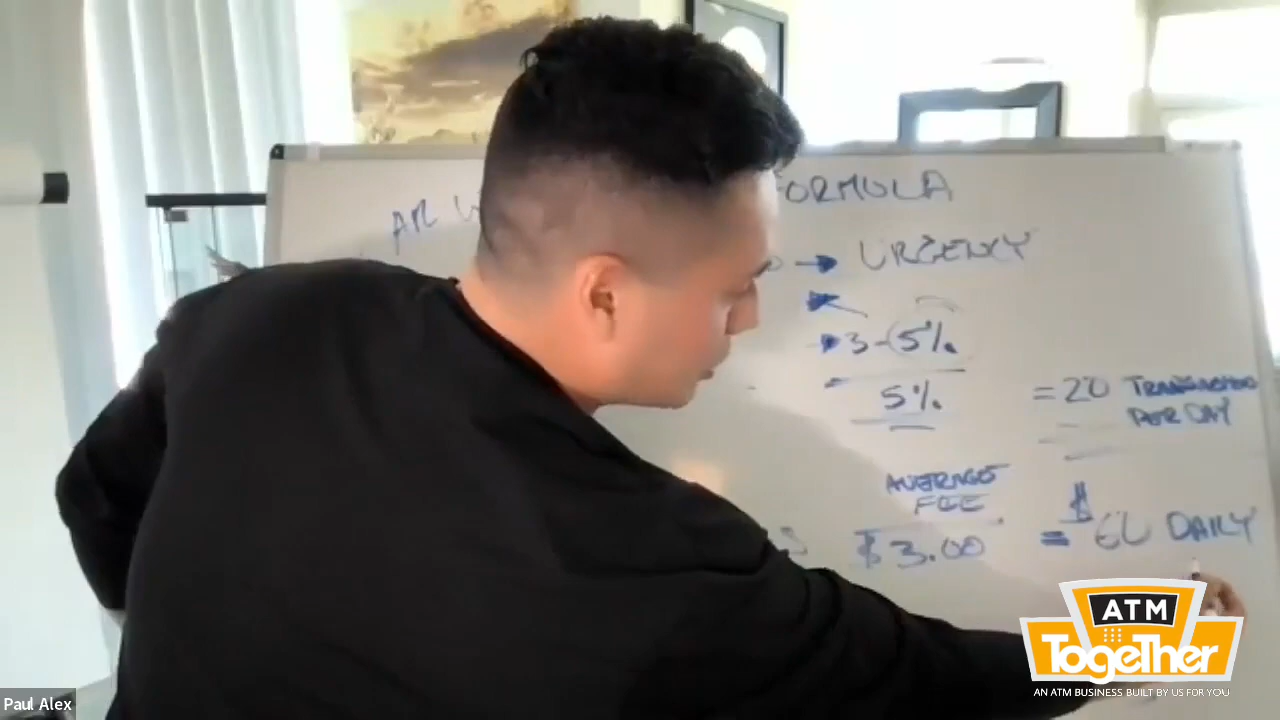 FORMULA
→ URGENCY
3-5%
5%
= 20 TRANSACTION
PER DAY
AVERAGE
FEE
$3.00
= $60 DAILY
ATM
TogeTher
AN ATM BUSINESS BUILT BY US FOR YOU
Paul Alex